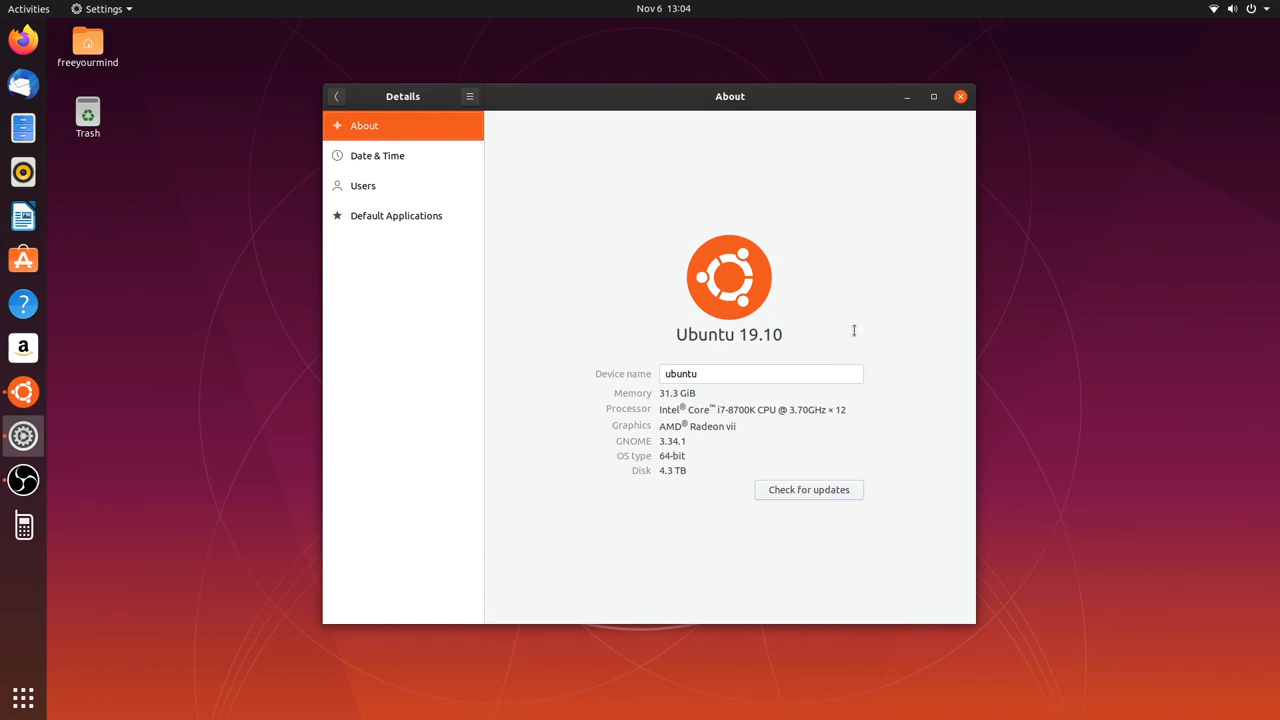 Activities Settings Nov 6 13:04
freeyourmind
Trash
Details
About
Date & Time
Users
Default Applications
About
Ubuntu 19.10
Device name ubuntu
Memory 31.3 GiB
Processor Intel® Core™ i7-8700K CPU @ 3.70GHz × 12
Graphics AMD® Radeon vii
GNOME 3.34.1
OS type 64-bit
Disk 4.3 TB
Check for updates